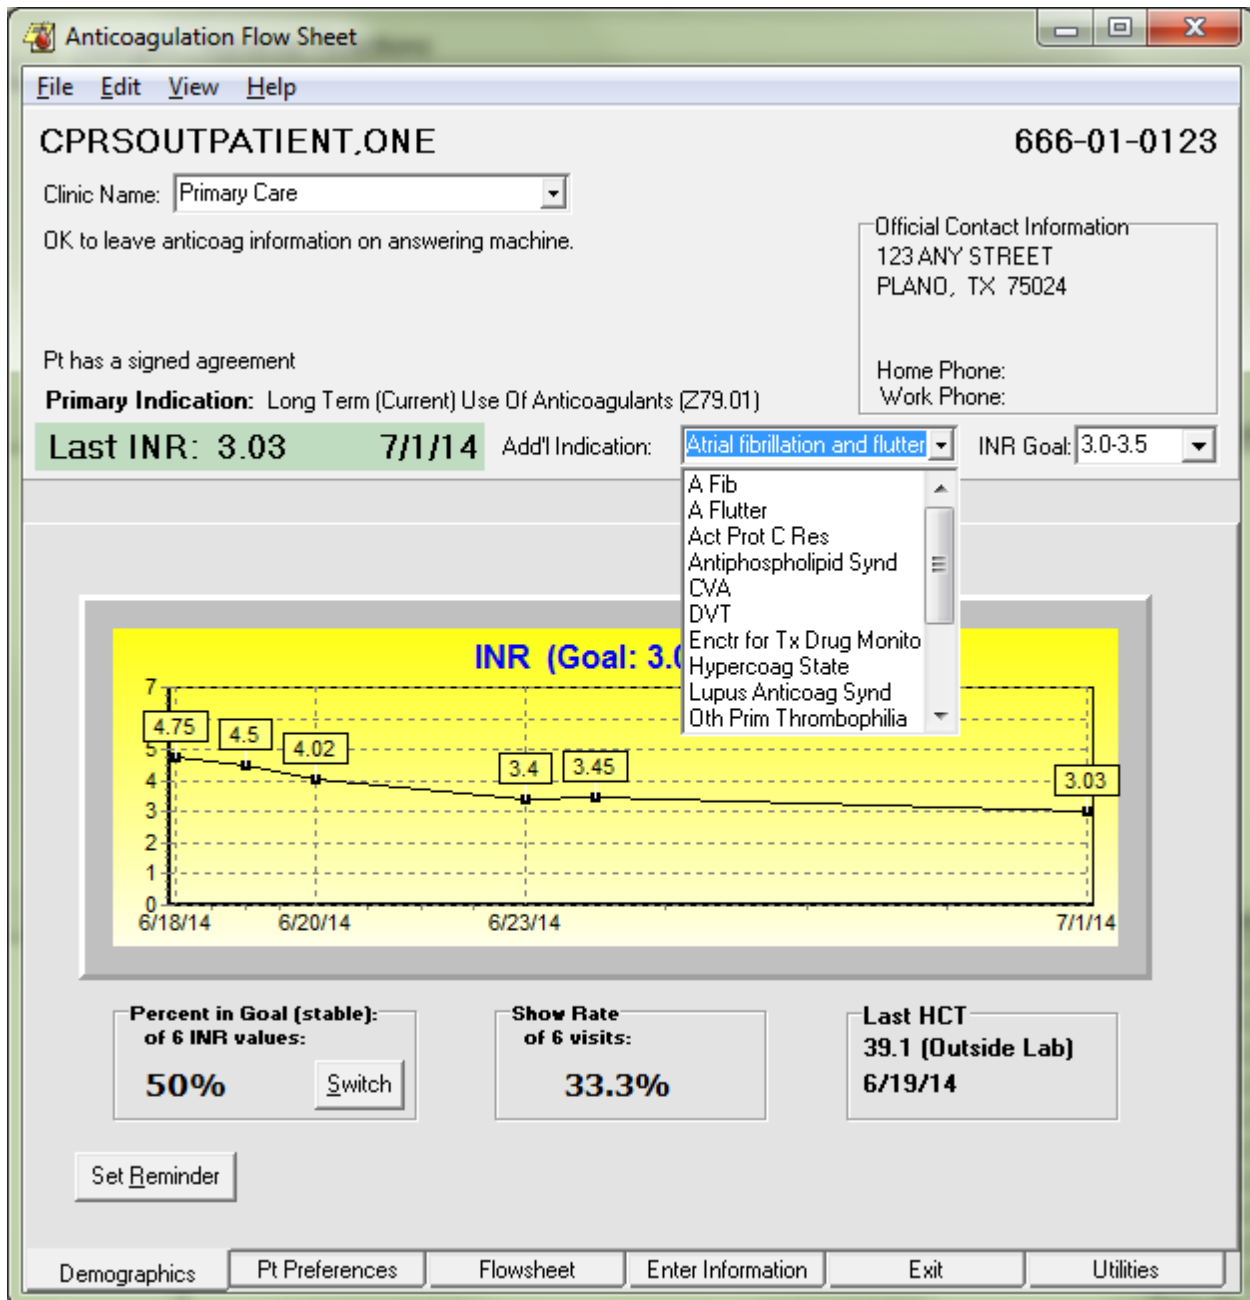 Anticoagulation Flow Sheet
File Edit View Help
CPRSOUTPATIENT,ONE 666-01-0123
Clinic Name: Primary Care
OK to leave anticoag information on answering machine.
Official Contact Information
123 ANY STREET
PLANO, TX 75024
Home Phone:
Work Phone:
Pt has a signed agreement
Primary Indication: Long Term (Current) Use Of Anticoagulants (Z79.01)
Last INR: 3.03 7/1/14 Add'l Indication: Atrial fibrillation and flutter INR Goal: 3.0-3.5
A Fib
A Flutter
Act Prot C Res
Antiphospholipid Synd
CVA
DVT
Enctr for Tx Drug Monito
Hypercoag State
Lupus Anticoag Synd
Oth Prim Thrombophilia
INR (Goal: 3.0
7
5
4
3
2
1
0
4.75 4.5 4.02 3.4 3.45 3.03
6/18/14 6/20/14 6/23/14 7/1/14
Percent in Goal (stable):
of 6 INR values:
50% Switch
Show Rate
of 6 visits:
33.3%
Last HCT
39.1 (Outside Lab)
6/19/14
Set Reminder
Demographics Pt Preferences Flowsheet Enter Information Exit Utilities